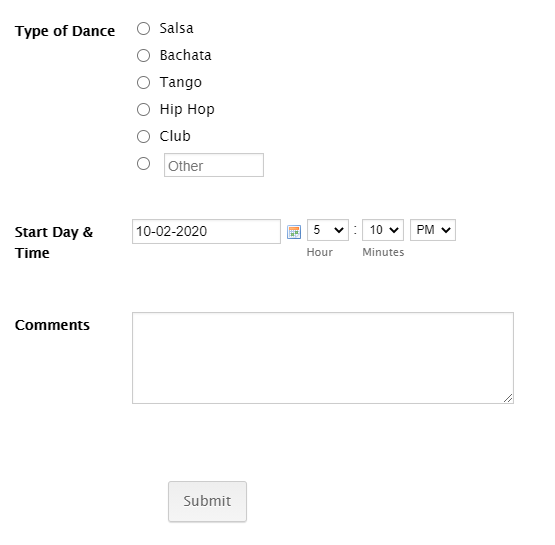 Type of Dance
Salsa
Bachata
Tango
Hip Hop
Club
Other
Start Day &
Time
10-02-2020 5 : 10 PM
Hour Minutes
Comments
Submit